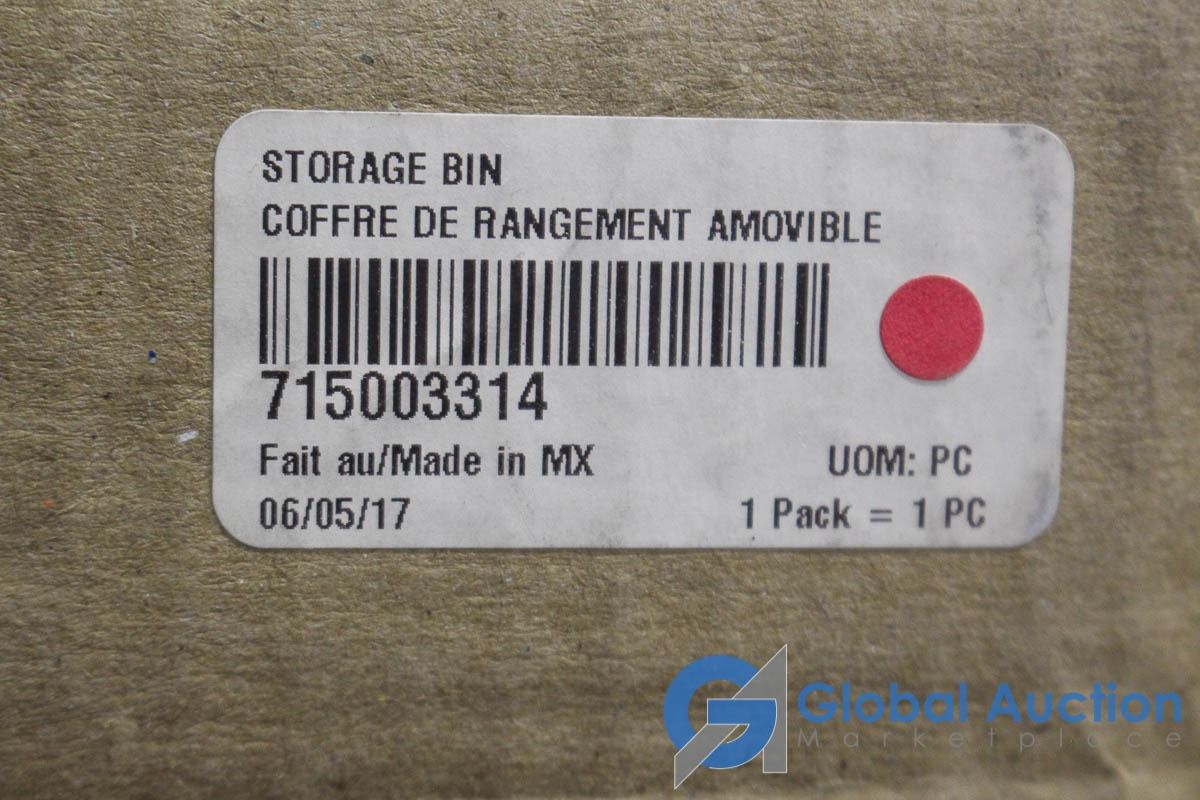 STORAGE BIN
COFFRE DE RANGEMENT AMOVIBLE
715003314
Fait au/Made in MX
UOM: PC
06/05/17
1 Pack = 1 PC
Global Auction
Marketplace